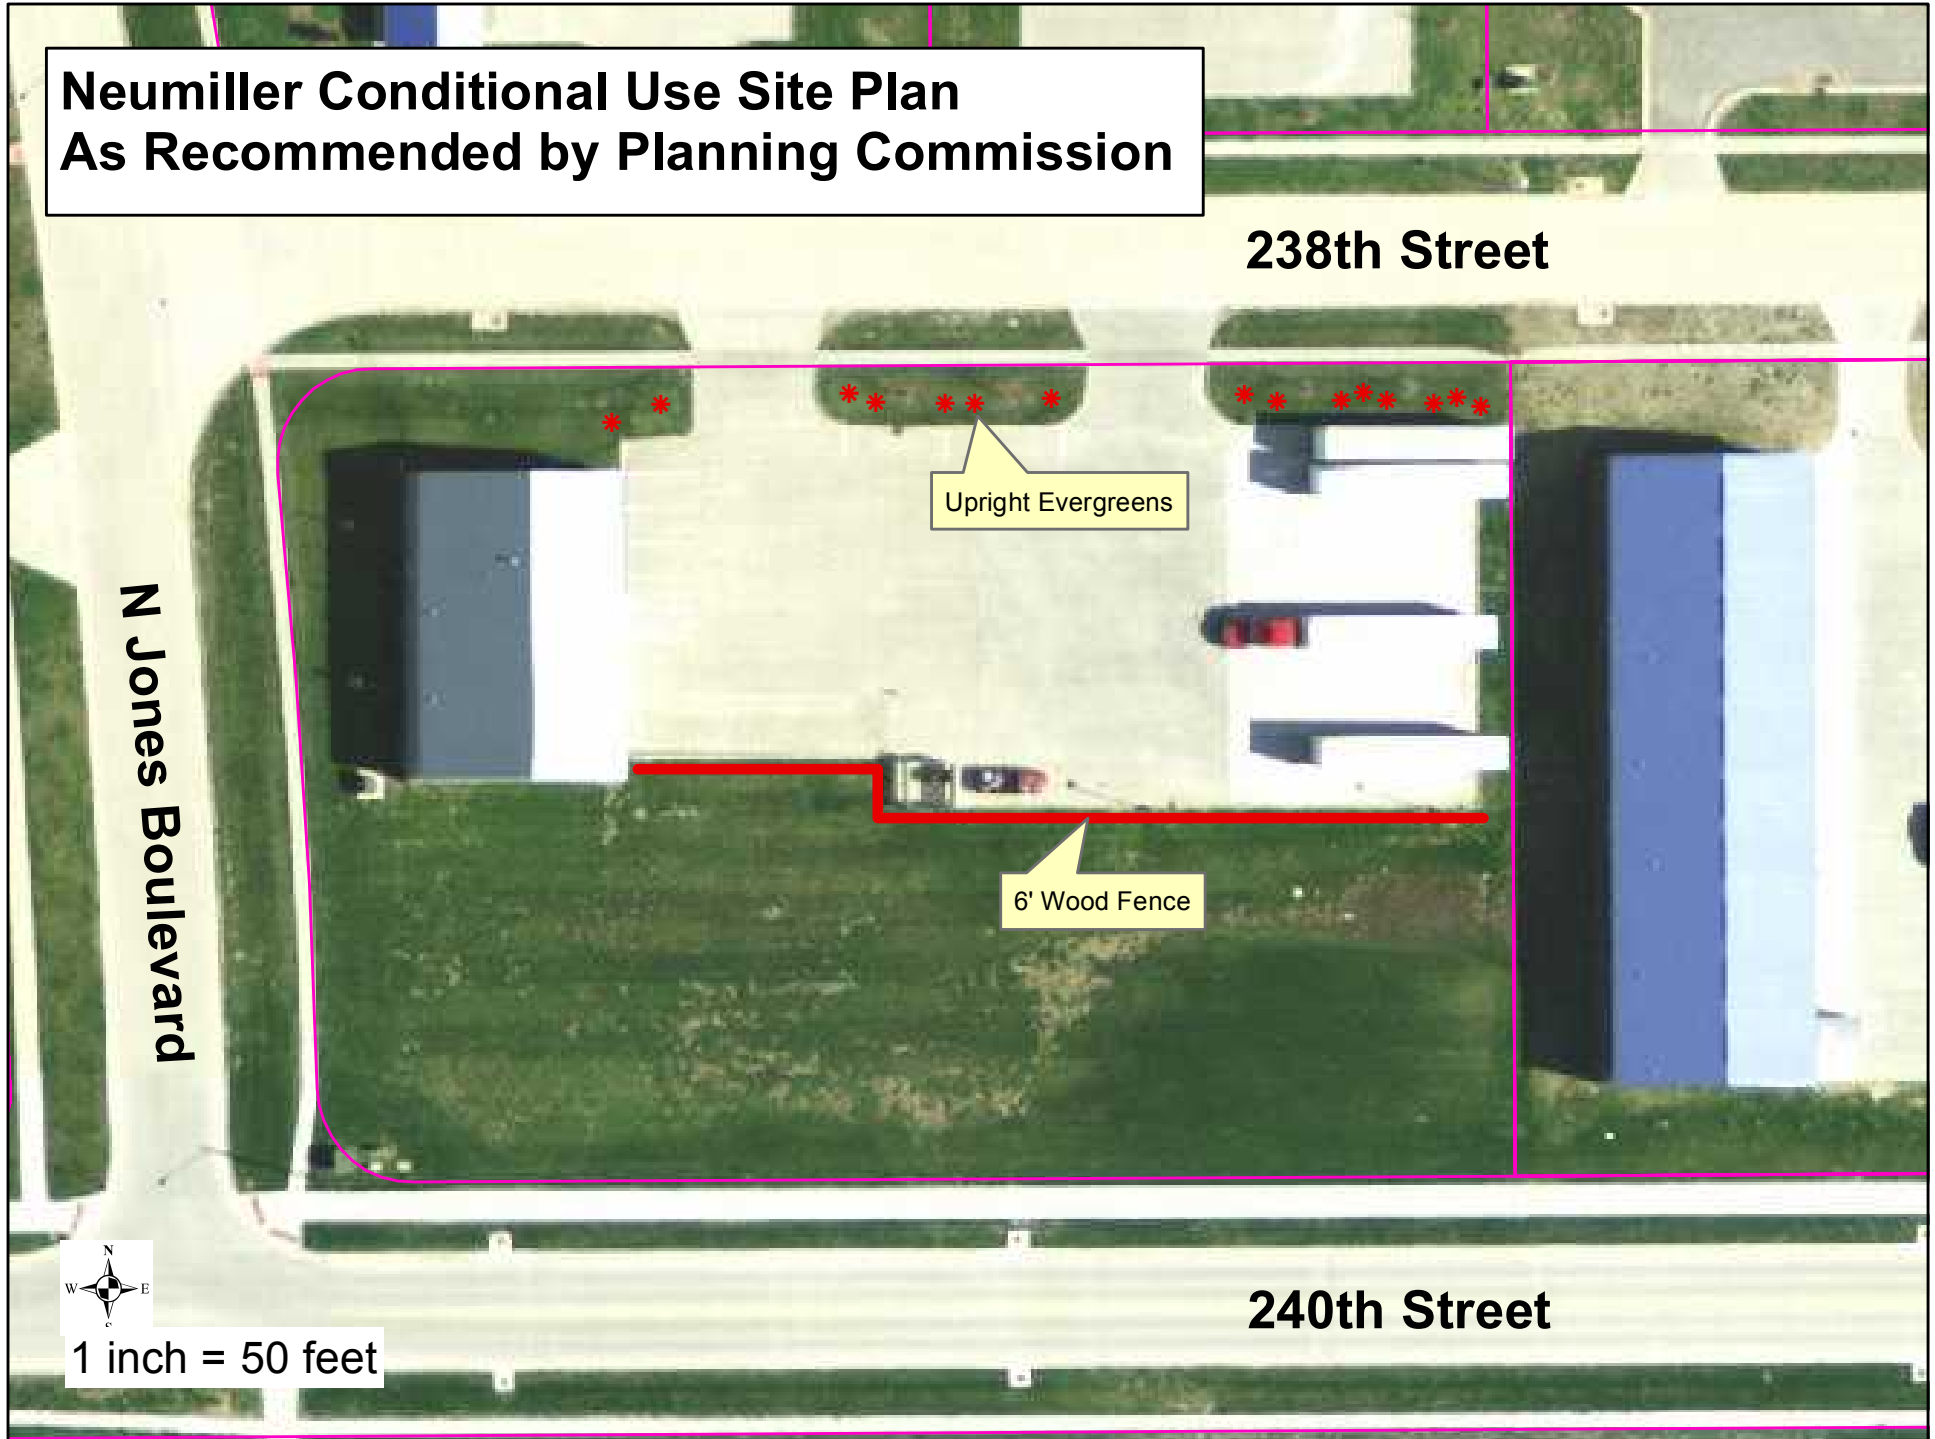 Neumiller Conditional Use Site Plan
As Recommended by Planning Commission
238th Street
Upright Evergreens
N Jones Boulevard
6' Wood Fence
N
W E
S
240th Street
1 inch = 50 feet